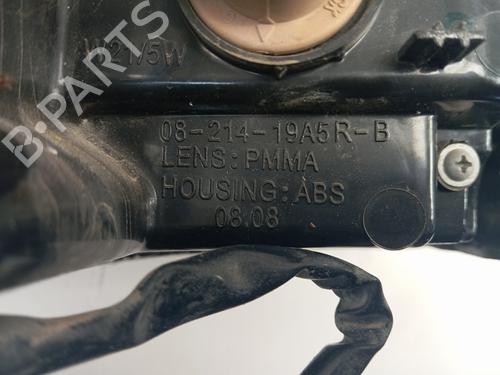 B-PARTS
W21/5W
08-214-19A5R-B
LENS:PMMA
HOUSING:ABS
08.08